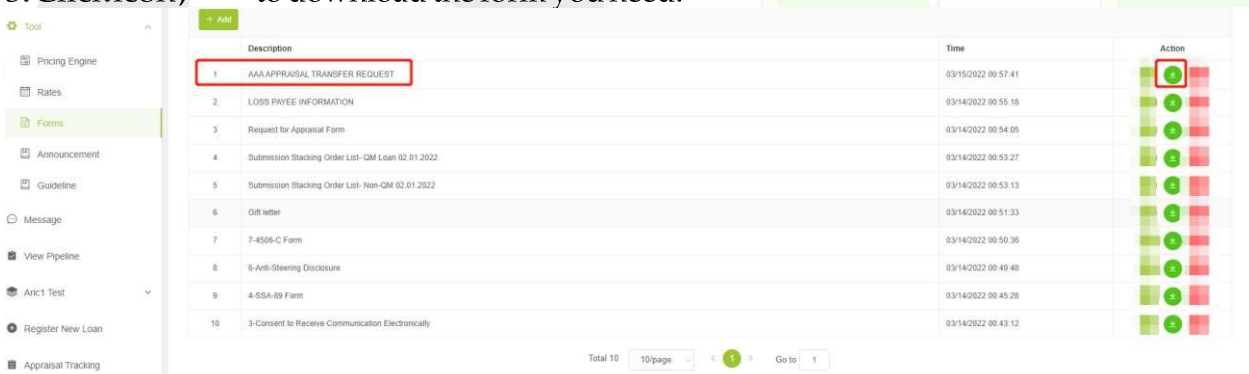 to download the form you need.
Tool
Pricing Engine
Rates
Forms
Announcement
Guideline
Message
View Pipeline
Aric1 Test
Register New Loan
Appraisal Tracking
+ Add
Description Time Action
1 AAA APPRAISAL TRANSFER REQUEST 03/15/2022 00:57:41
2 LOSS PAYEE INFORMATION 03/14/2022 00:55:18
3 Request for Appraisal Form 03/14/2022 00:54:05
4 Submission Stacking Order List- QM Loan 02.01.2022 03/14/2022 00:53:27
5 Submission Stacking Order List- Non-QM 02.01.2022 03/14/2022 00:53:13
6 Gift letter 03/14/2022 00:51:33
7 7-4506-C Form 03/14/2022 00:50:36
8 6-Anti-Steering Disclosure 03/14/2022 00:49:48
9 4-SSA-89 Form 03/14/2022 00:45:28
10 3-Consent to Receive Communication Electronically 03/14/2022 00:43:12
Total 10 10/page < 1 > Go to 1